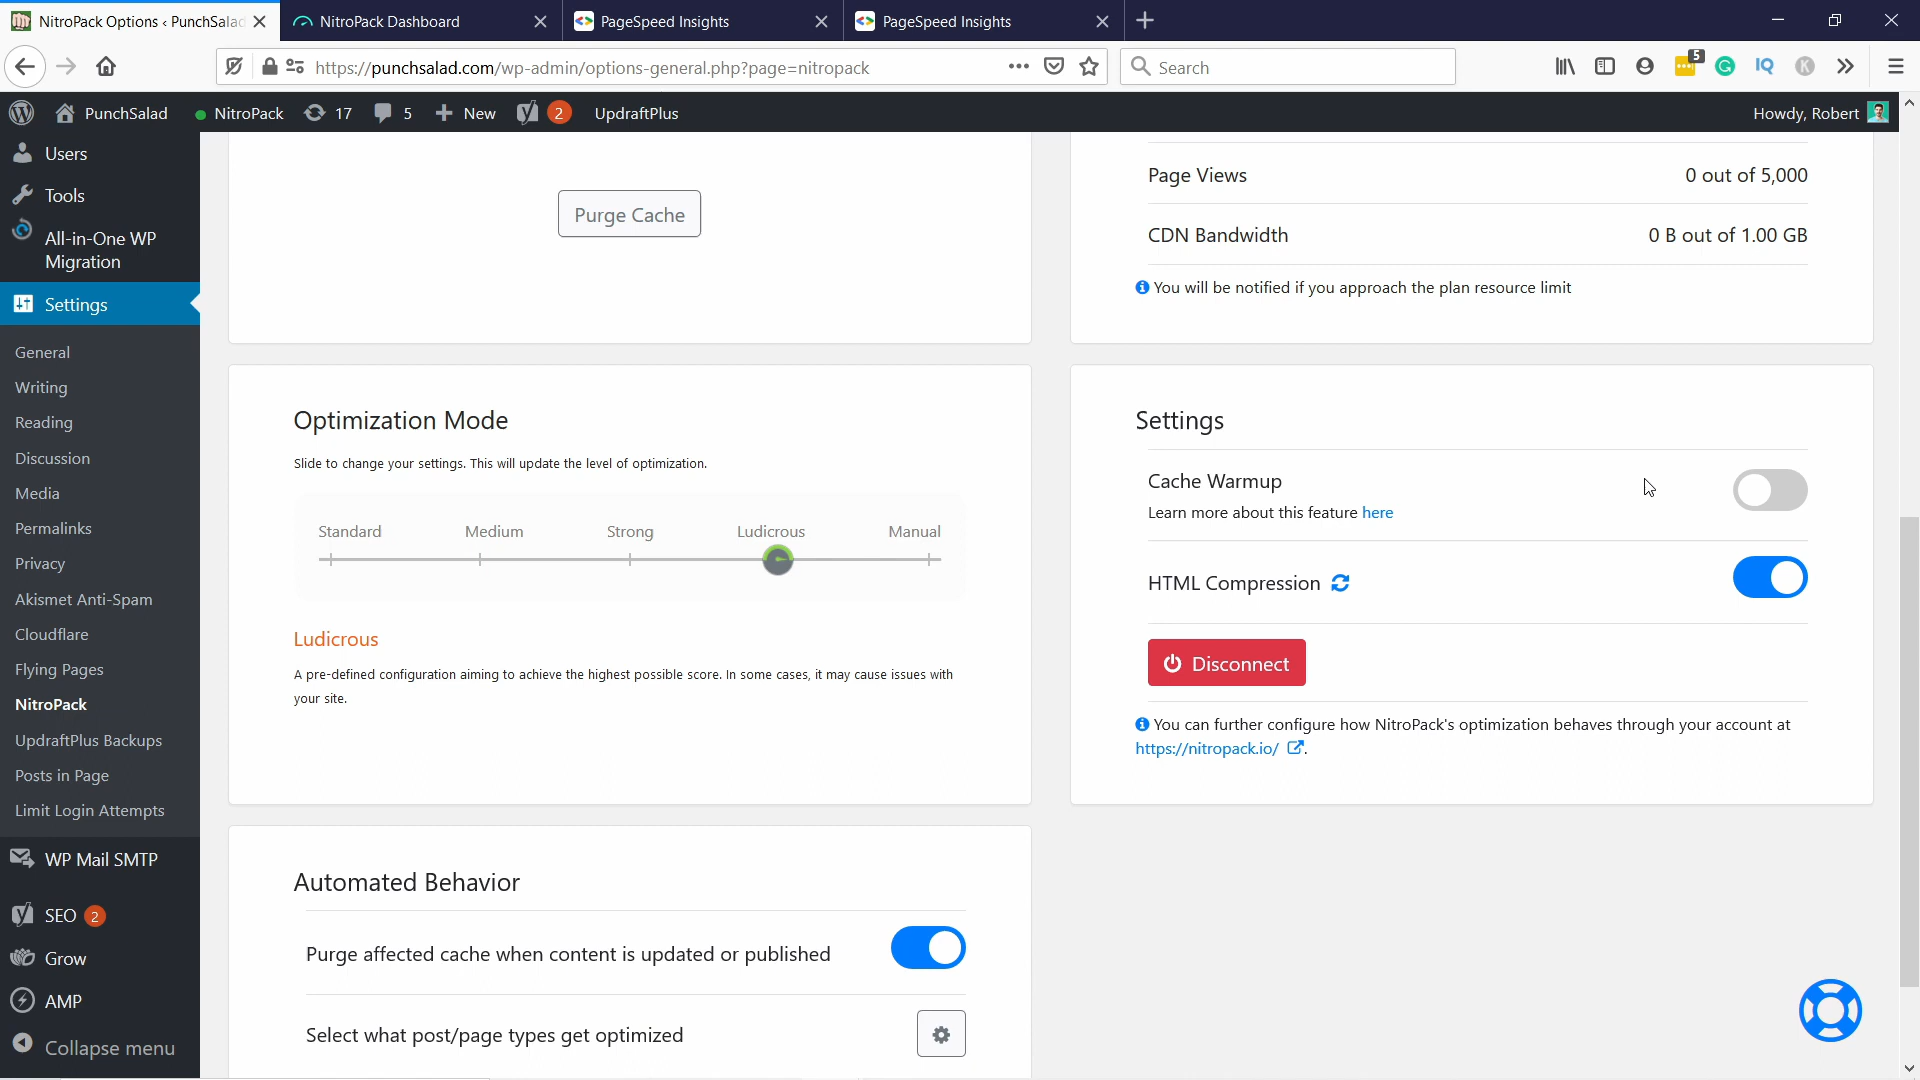 NitroPack Options ‹ PunchSalad
NitroPack Dashboard
PageSpeed Insights
PageSpeed Insights
https://punchsalad.com/wp-admin/options-general.php?page=nitropack
Search
5
IQ
K
PunchSalad
NitroPack
17
5
New
2
UpdraftPlus
Howdy, Robert
Users
Tools
All-in-One WP
Migration
Settings
General
Writing
Reading
Discussion
Media
Permalinks
Privacy
Akismet Anti-Spam
Cloudflare
Flying Pages
NitroPack
UpdraftPlus Backups
Posts in Page
Limit Login Attempts
WP Mail SMTP
SEO 2
Grow
AMP
Collapse menu
Purge Cache
Page Views 0 out of 5,000
CDN Bandwidth 0 B out of 1.00 GB
You will be notified if you approach the plan resource limit
Optimization Mode
Slide to change your settings. This will update the level of optimization.
Standard Medium Strong Ludicrous Manual
Ludicrous
A pre-defined configuration aiming to achieve the highest possible score. In some cases, it may cause issues with
your site.
Settings
Cache Warmup
Learn more about this feature here
HTML Compression
Disconnect
You can further configure how NitroPack's optimization behaves through your account at
https://nitropack.io/ .
Automated Behavior
Purge affected cache when content is updated or published
Select what post/page types get optimized